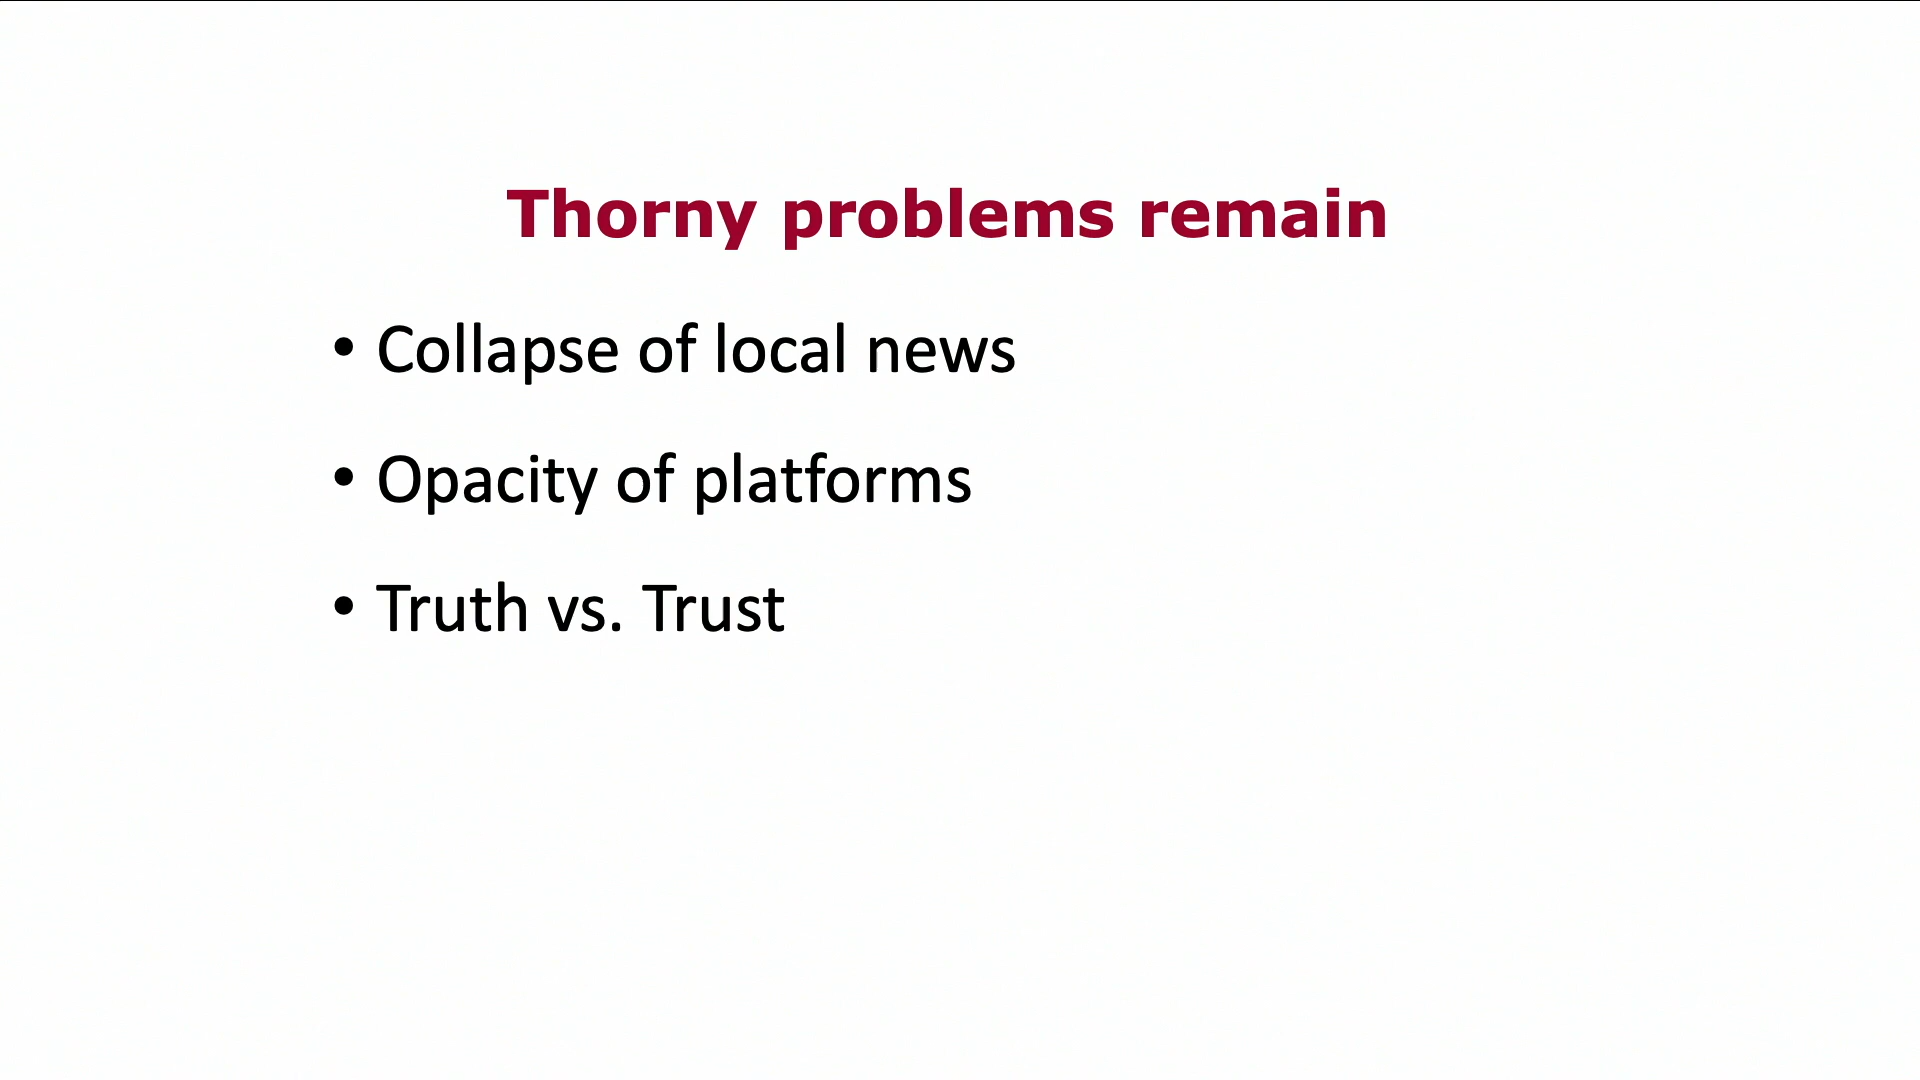 Thorny problems remain
• Collapse of local news
• Opacity of platforms
• Truth vs. Trust